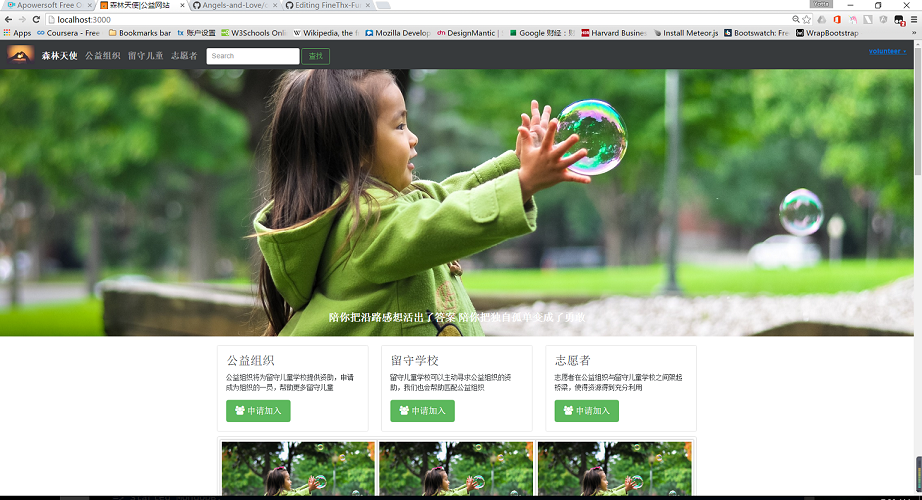 Apowersoft Free O
森林天使|公益网站
Angels-and-Love/
Editing FineThx-Fu
localhost:3000
Apps
Coursera - Free
Bookmarks bar
账户设置
W3Schools Onli
Wikipedia, the f
Mozilla Develop
DesignMantic |
Google 财经 :
Harvard Busines
Install Meteor.js
Bootswatch: Free
WrapBootstrap
森林天使 公益组织 留守儿童 志愿者 Search 查找
volunteer
陪你把沿路感想活出了答案 陪你把独自孤单变成了勇敢
公益组织
公益组织将为留守儿童学校提供资助，申请
成为组织的一员，帮助更多留守儿童
申请加入
留守学校
留守儿童学校可以主动寻求公益组织的资
助，我们也会帮助匹配公益组织
申请加入
志愿者
志愿者在公益组织与留守儿童学校之间限起
桥梁，使得资源得到充分利用
申请加入